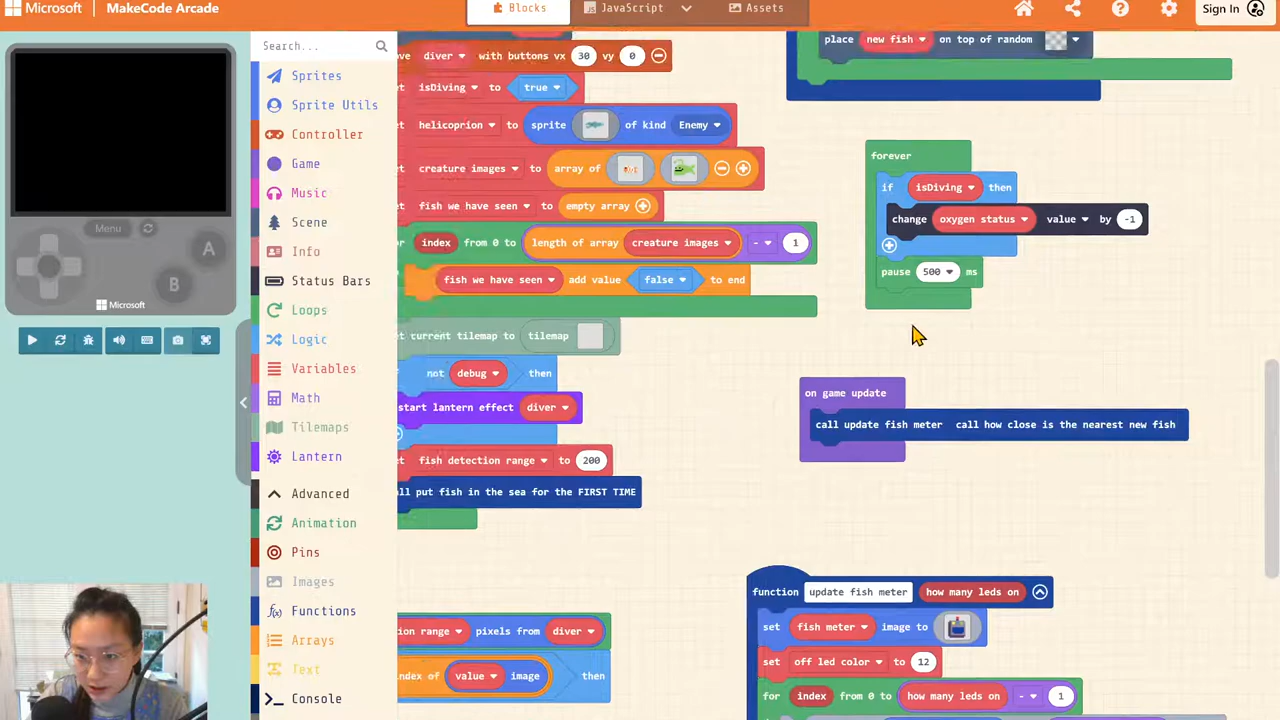 Microsoft MakeCode Arcade Blocks JavaScript Assets Sign In
Menu
A
B
Microsoft
Search...
Sprites
Sprite Utils
Controller
Game
Music
Scene
Info
Status Bars
Loops
Logic
Variables
Math
Tilemaps
Lantern
Advanced
Animation
Pins
Images
Functions
Arrays
Text
Console
diver with buttons vx 30 vy 0
isDiving to true
helicoprion to sprite of kind Enemy
creature images to array of
fish we have seen to empty array
index from 0 to length of array creature images - 1
fish we have seen add value false to end
current tilemap to tilemap
not debug then
start lantern effect diver
fish detection range to 200
put fish in the sea for the FIRST TIME
range pixels from diver
index of value image then
place new fish on top of random
forever
if isDiving then
change oxygen status value by -1
pause 500 ms
on game update
call update fish meter call how close is the nearest new fish
function update fish meter how many leds on
set fish meter image to
set off led color to 12
for index from 0 to how many leds on - 1